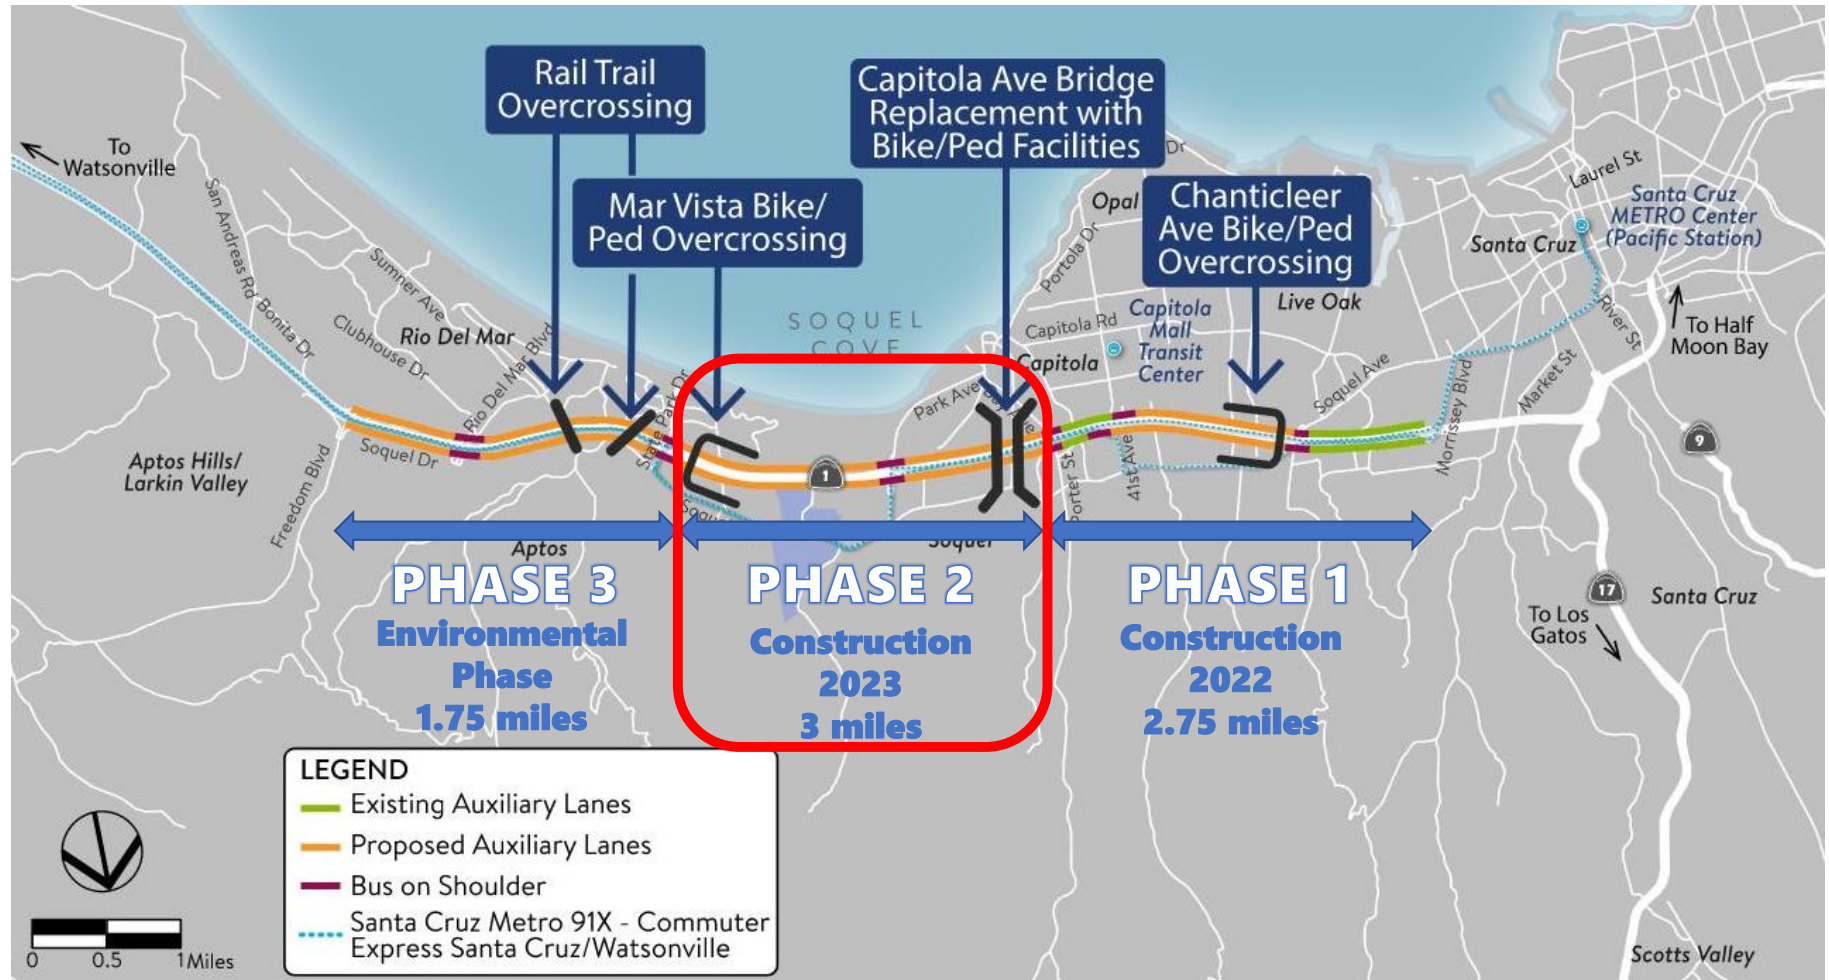 Rail Trail
Overcrossing
Capitola Ave Bridge
Replacement with
Bike/Ped Facilities
Mar Vista Bike/
Ped Overcrossing
Chanticleer
Ave Bike/Ped
Overcrossing
To
Watsonville
San Andreas Rd
Bonita Dr
Sumner Ave
Clubhouse Dr
Rio Del Mar
Rio Del Mar Blvd
State Park Dr
SOQUEL
COVE
Dr
Opal
Portola Dr
Capitola Rd
Capitola
Capitola
Mall
Transit
Center
Park Ave
Live Oak
Soquel Ave
Laurel St
Santa Cruz
METRO Center
(Pacific Station)
Santa Cruz
River St
To Half
Moon Bay
Market St
Morrissey Blvd
9
Aptos Hills/
Larkin Valley
Freedom Blvd
Soquel Dr
1
41st Ave
Aptos
Soquel
PHASE 3
Environmental
Phase
1.75 miles
PHASE 2
Construction
2023
3 miles
PHASE 1
Construction
2022
2.75 miles
17
To Los
Gatos
Santa Cruz
Scotts Valley
LEGEND
Existing Auxiliary Lanes
Proposed Auxiliary Lanes
Bus on Shoulder
Santa Cruz Metro 91X - Commuter
Express Santa Cruz/Watsonville
0 0.5 1 Miles